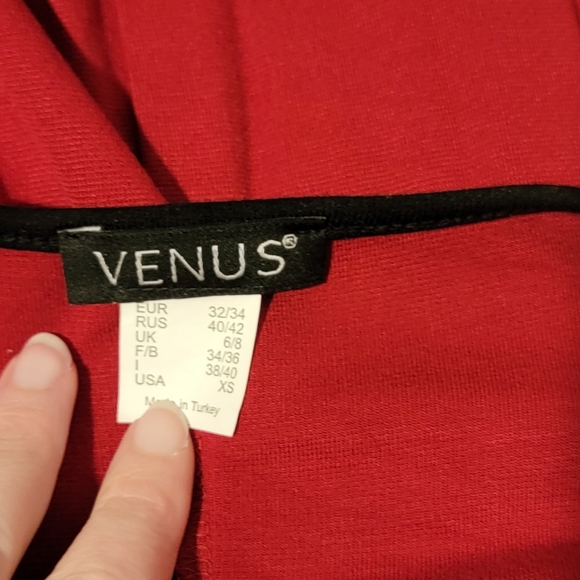 VENUS®
EUR 32/34
RUS 40/42
UK 6/8
F/B 34/36
I 38/40
USA XS
Made in Turkey